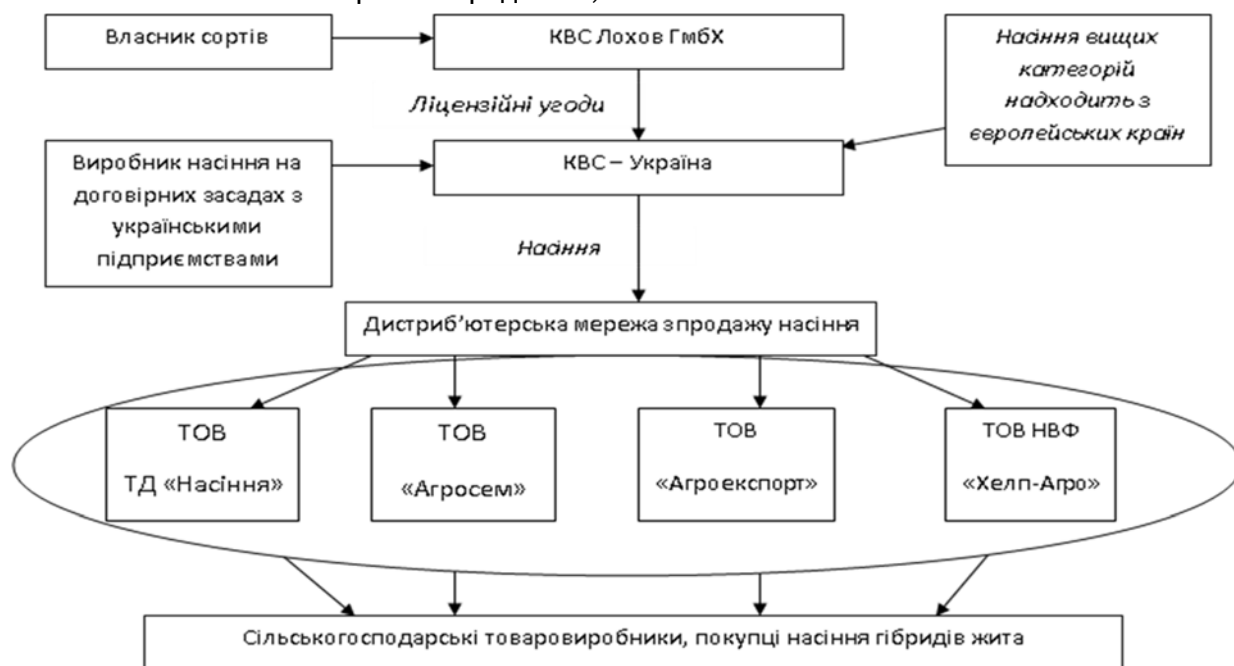 Власник сортів
КВС Лохов ГмбХ
Насіння вищих
категорій
надходить з
європейських країн
Ліцензійні угоди
Виробник насіння на
договірних засадах з
українськими
підприємствами
КВС – Україна
Насіння
Дистриб’ютерська мережа з продажу насіння
ТОВ
ТД «Насіння»
ТОВ
«Агросем»
ТОВ
«Агроекспорт»
ТОВ НВФ
«Хелп-Агро»
Сільськогосподарські товаровиробники, покупці насіння гібридів жита